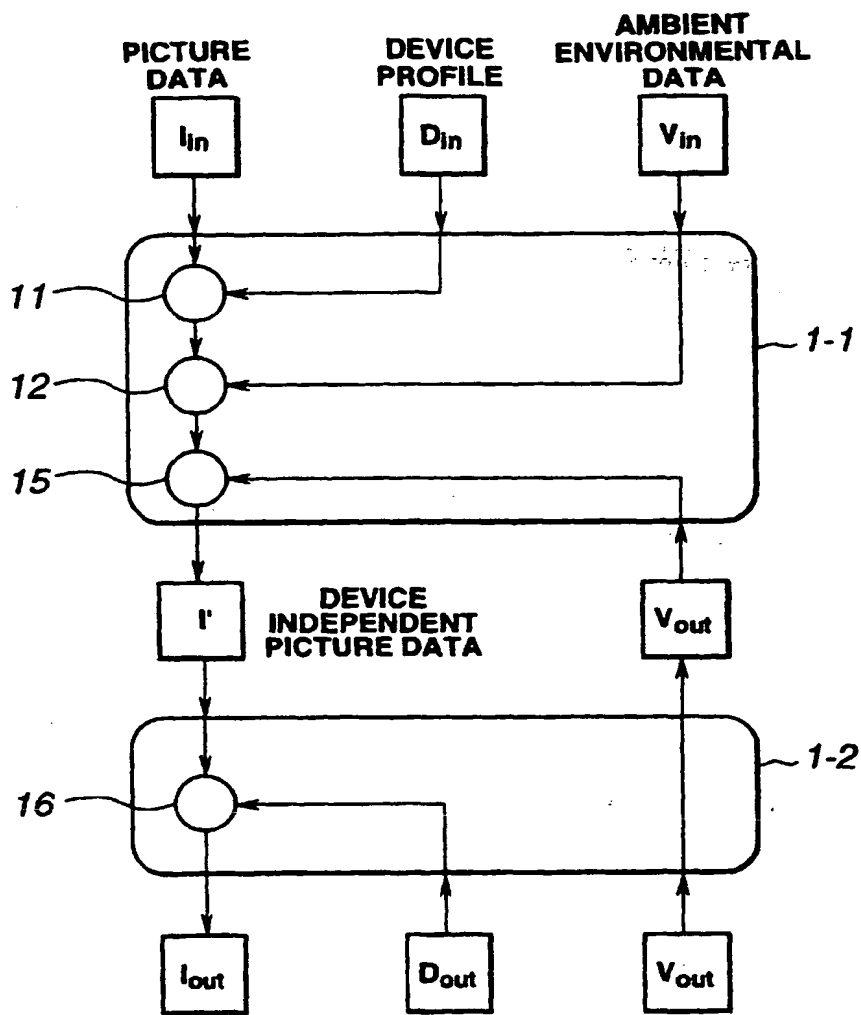 PICTURE
DATA
DEVICE
PROFILE
AMBIENT
ENVIRONMENTAL
DATA
Iin
Din
Vin
11
12
15
1-1
I'
DEVICE
INDEPENDENT
PICTURE DATA
Vout
16
1-2
Iout
Dout
Vout